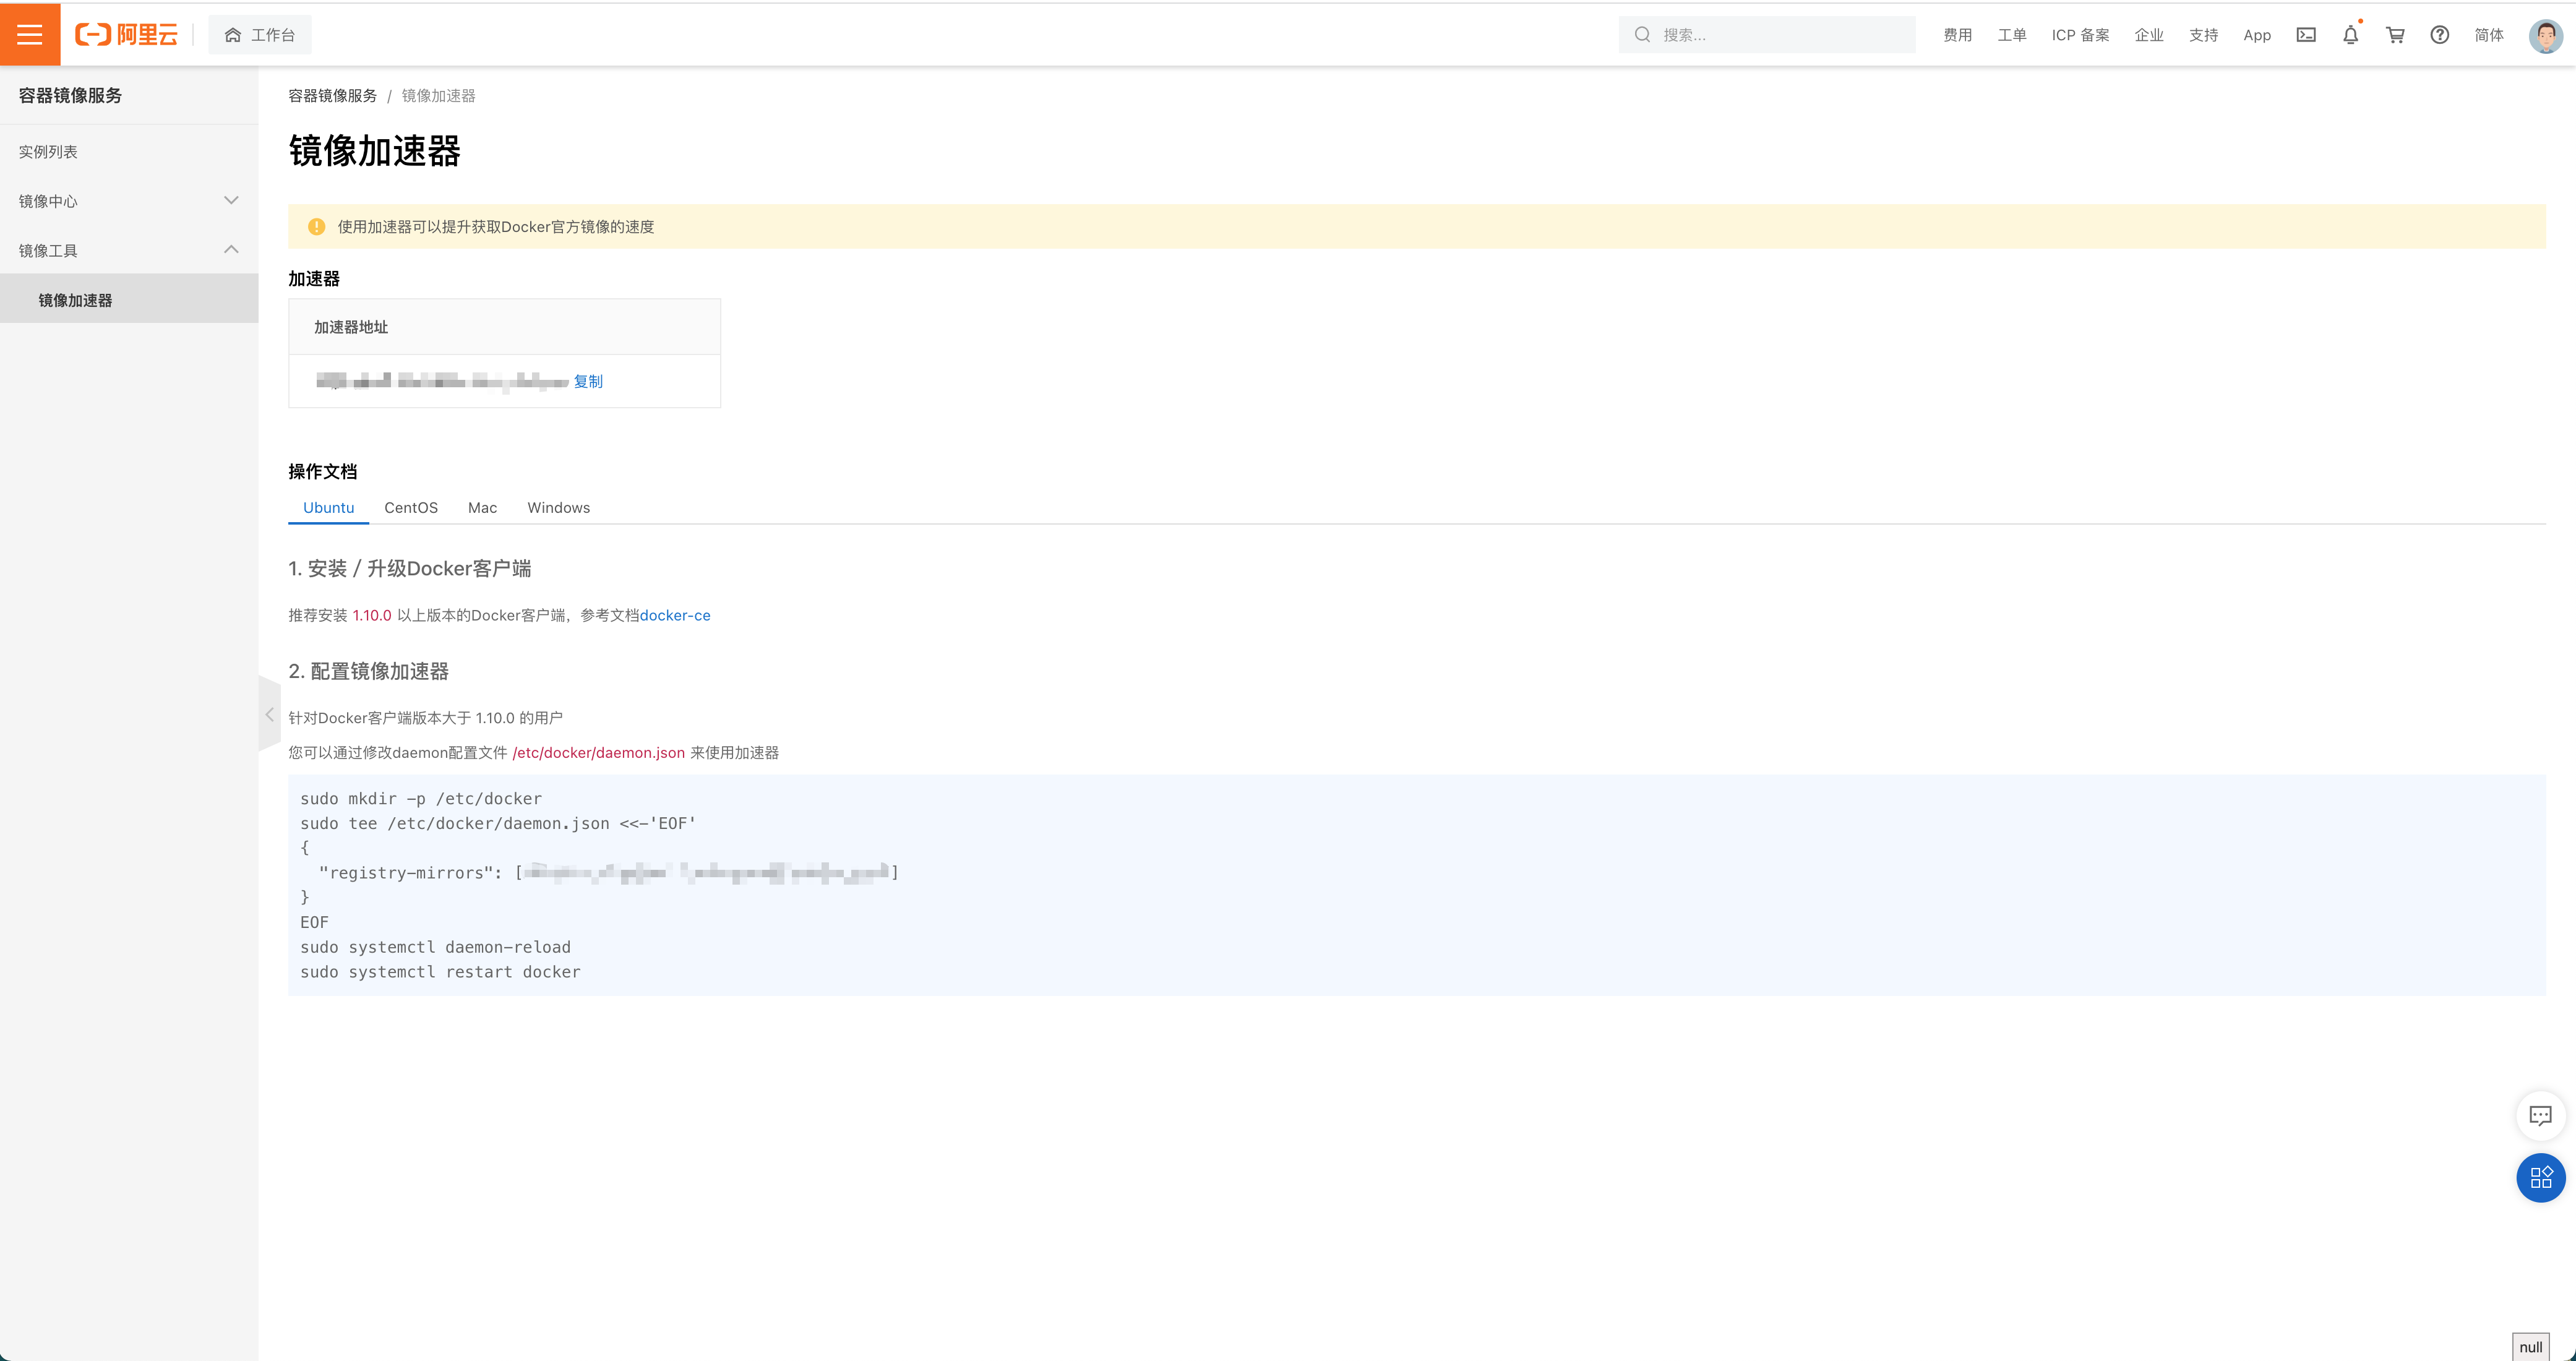 阿里云
工作台
搜索...
费用
工单
ICP 备案
企业
支持
App
简体
容器镜像服务
实例列表
镜像中心
镜像工具
镜像加速器
容器镜像服务 / 镜像加速器
镜像加速器
使用加速器可以提升获取Docker官方镜像的速度
加速器
加速器地址
复制
操作文档
Ubuntu
CentOS
Mac
Windows
1. 安装 / 升级Docker客户端
推荐安装 1.10.0 以上版本的Docker客户端，参考文档docker-ce
2. 配置镜像加速器
针对Docker客户端版本大于 1.10.0 的用户
您可以通过修改daemon配置文件 /etc/docker/daemon.json 来使用加速器
sudo mkdir -p /etc/docker
sudo tee /etc/docker/daemon.json <<-'EOF'
{
"registry-mirrors": [ ]
}
EOF
sudo systemctl daemon-reload
sudo systemctl restart docker
null